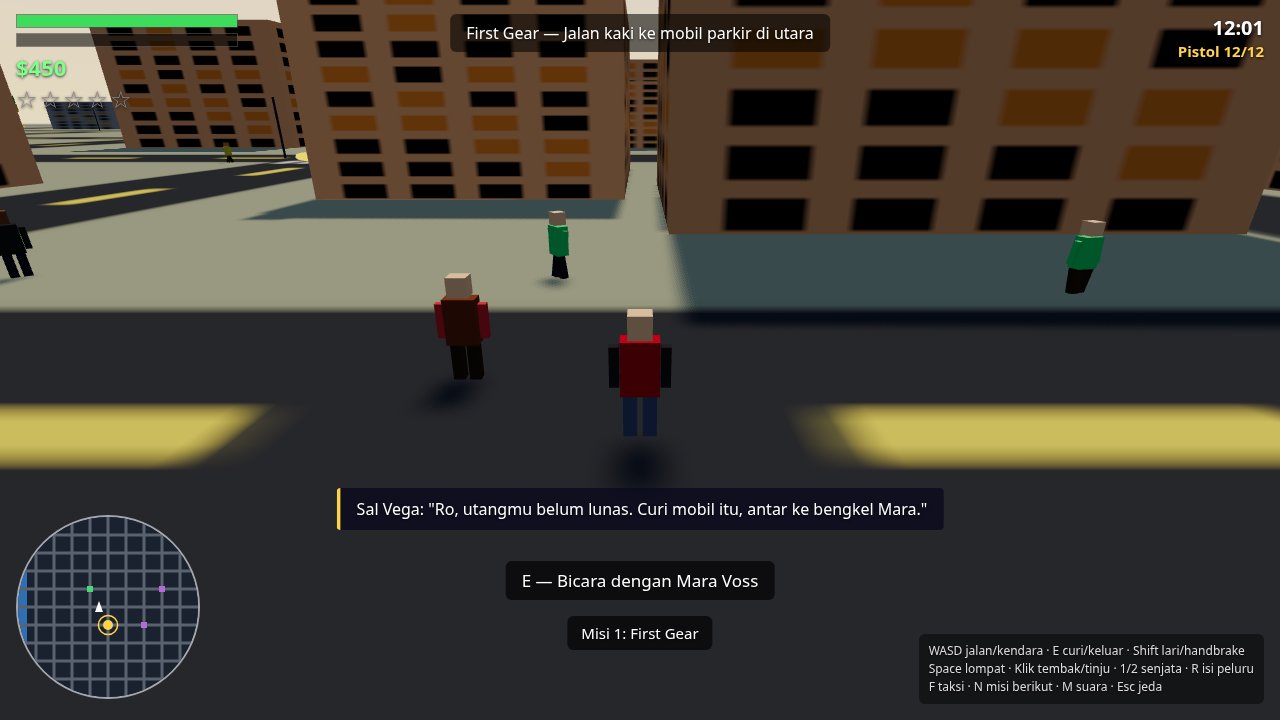 First Gear — Jalan kaki ke mobil parkir di utara
12:01
Pistol 12/12
$450
Sal Vega: "Ro, utangmu belum lunas. Curi mobil itu, antar ke bengkel Mara."
E — Bicara dengan Mara Voss
Misi 1: First Gear
WASD jalan/kendara · E curi/keluar · Shift lari/handbrake
Space lompat · Klik tembak/tinju · 1/2 senjata · R isi peluru
F taksi · N misi berikut · M suara · Esc jeda